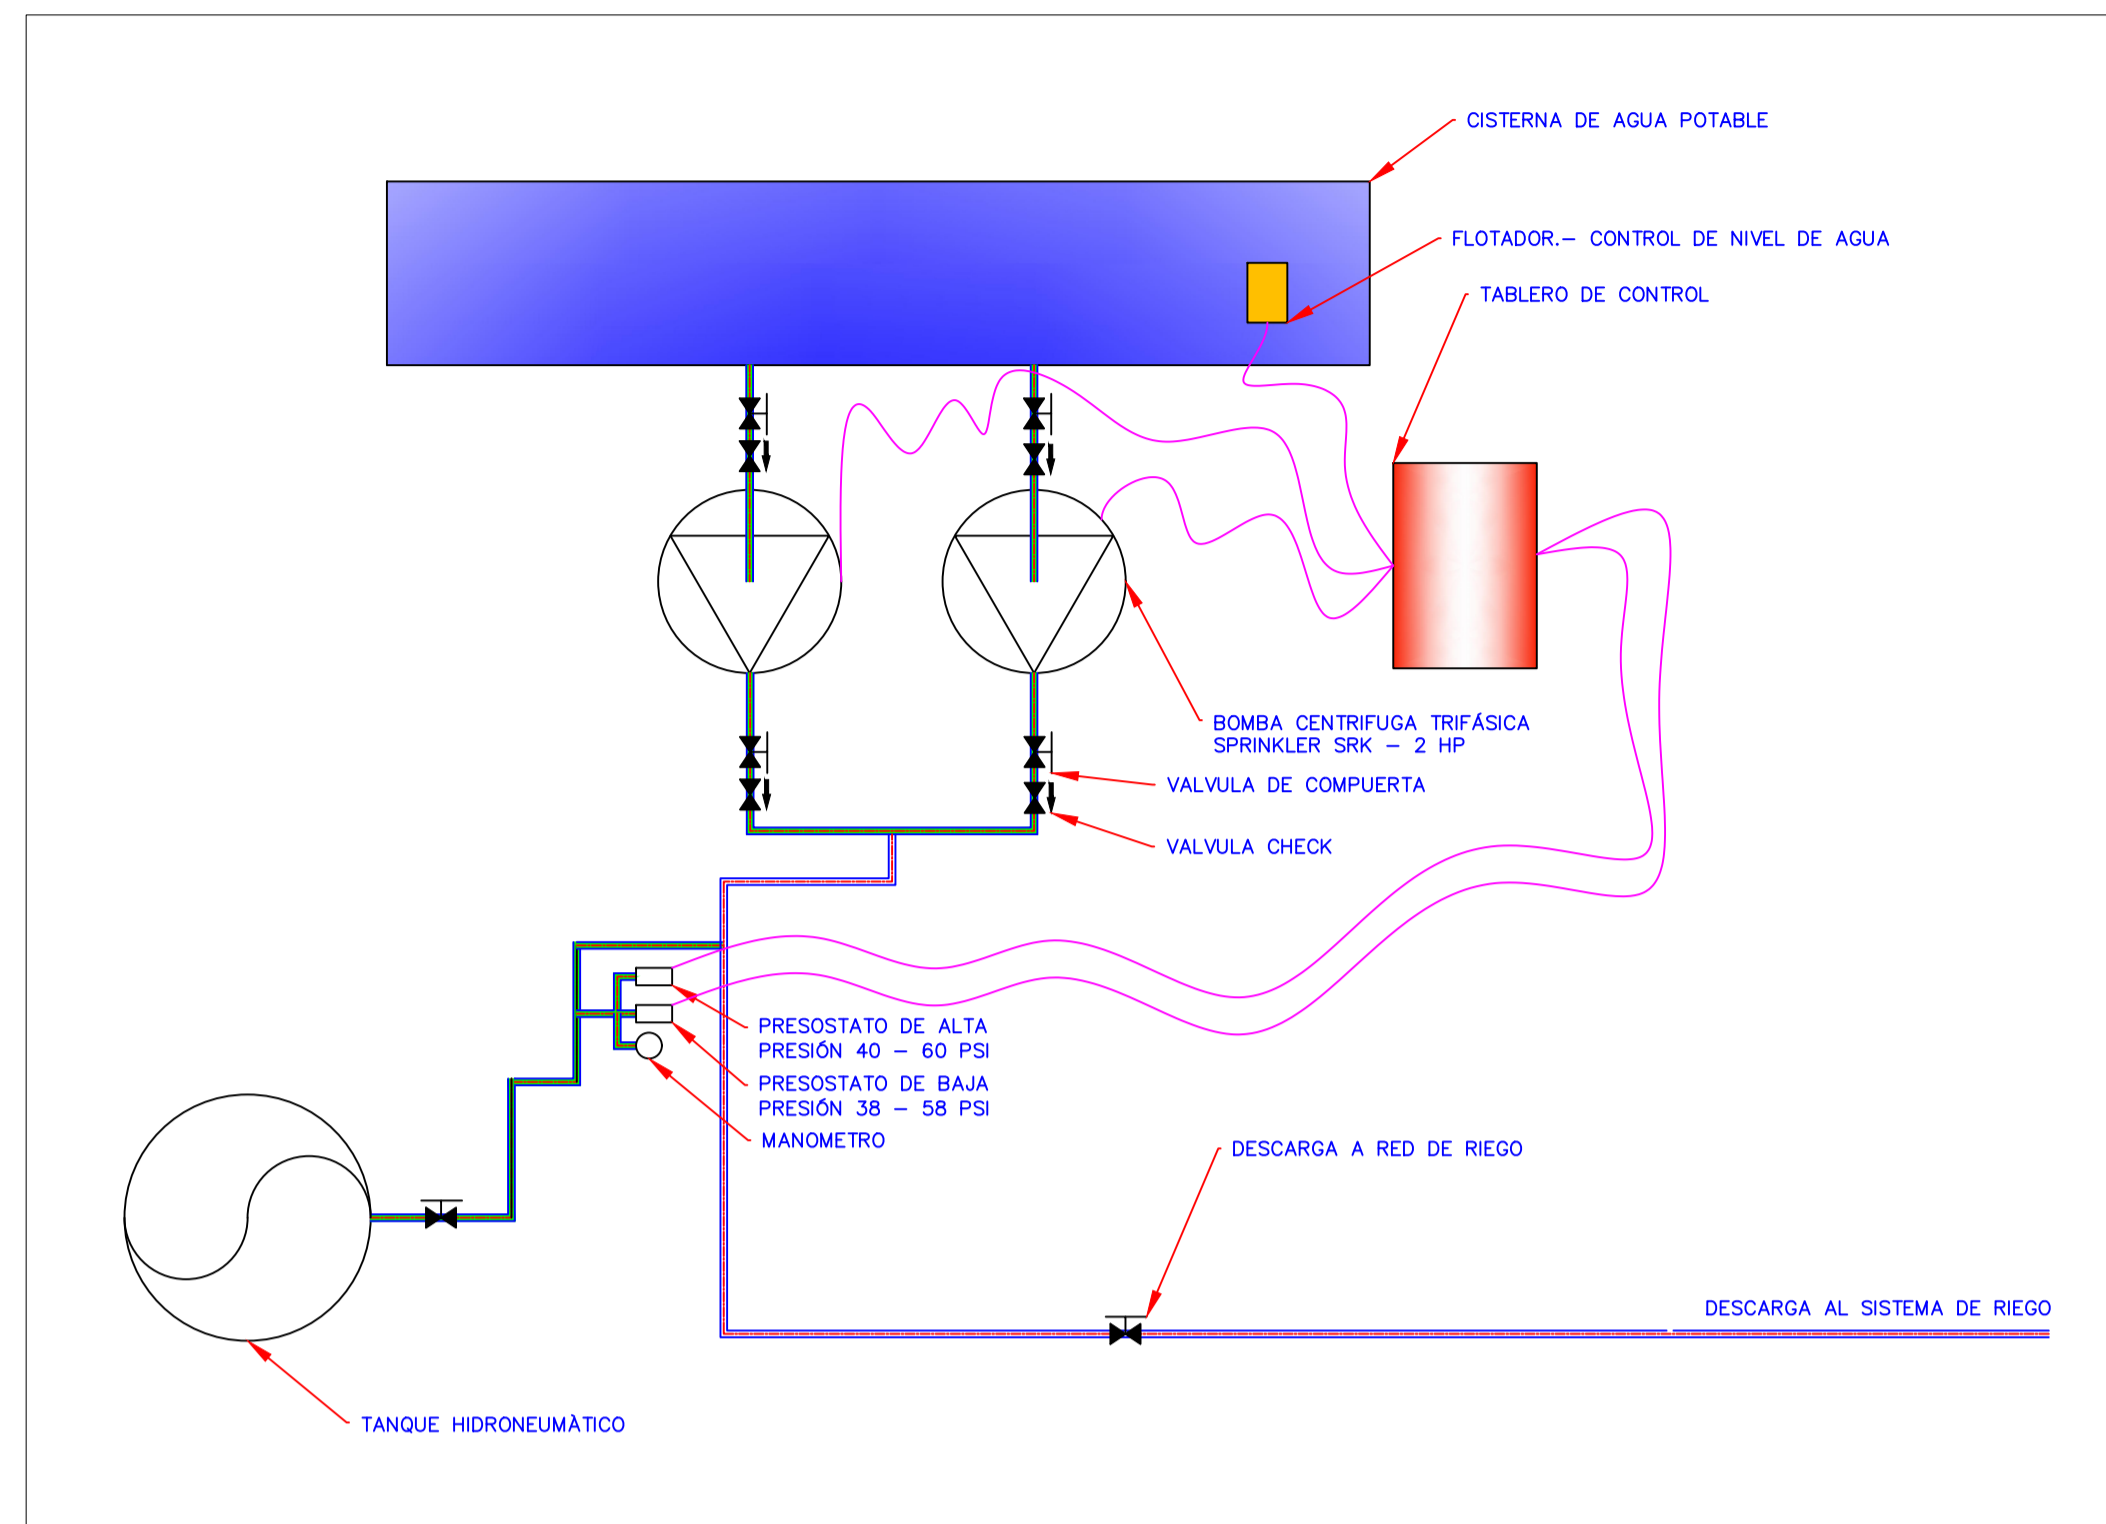 CISTERNA DE AGUA POTABLE
FLOTADOR.– CONTROL DE NIVEL DE AGUA
TABLERO DE CONTROL
BOMBA CENTRIFUGA TRIFÁSICA
SPRINKLER SRK – 2 HP
VALVULA DE COMPUERTA
VALVULA CHECK
PRESOSTATO DE ALTA
PRESIÓN 40 – 60 PSI
PRESOSTATO DE BAJA
PRESIÓN 38 – 58 PSI
MANOMETRO
DESCARGA A RED DE RIEGO
DESCARGA AL SISTEMA DE RIEGO
TANQUE HIDRONEUMÀTICO